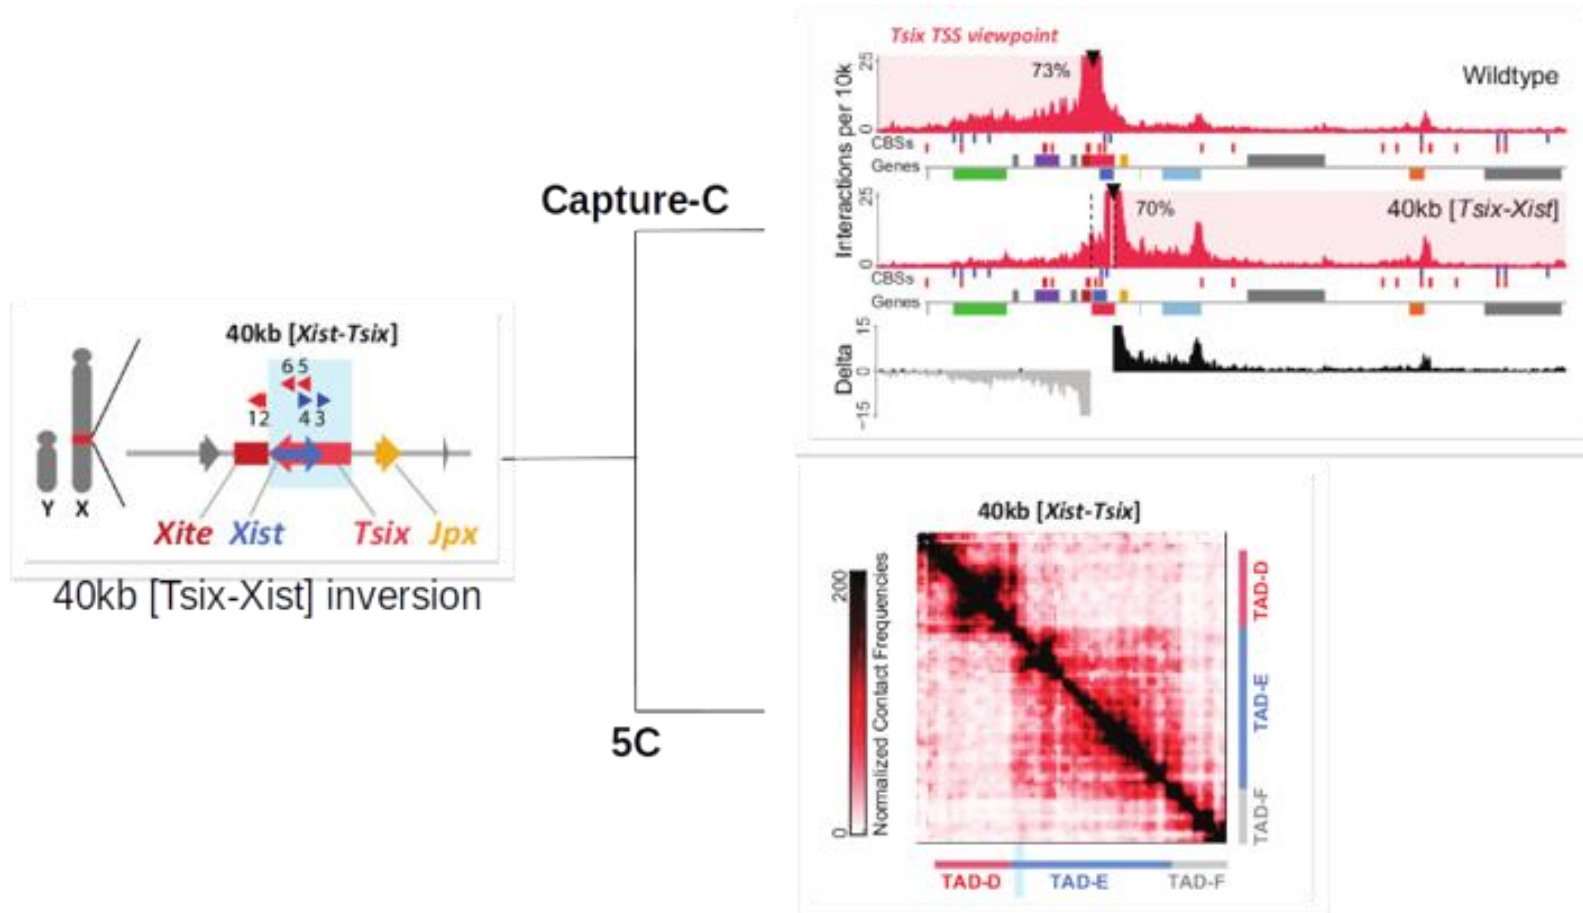 Capture-C
5C
40kb [Xist-Tsix]
6 5
12 4 3
Y X
Xite Xist Tsix Jpx
40kb [Tsix-Xist] inversion
Tsix TSS viewpoint
Interactions per 10k
25
0
73%
Wildtype
CBSs
Genes
25
0
70%
40kb [Tsix-Xist]
CBSs
Genes
Delta
15
0
-15
40kb [Xist-Tsix]
Normalized Contact Frequencies
200
0
TAD-D
TAD-E
TAD-F
TAD-D TAD-E TAD-F